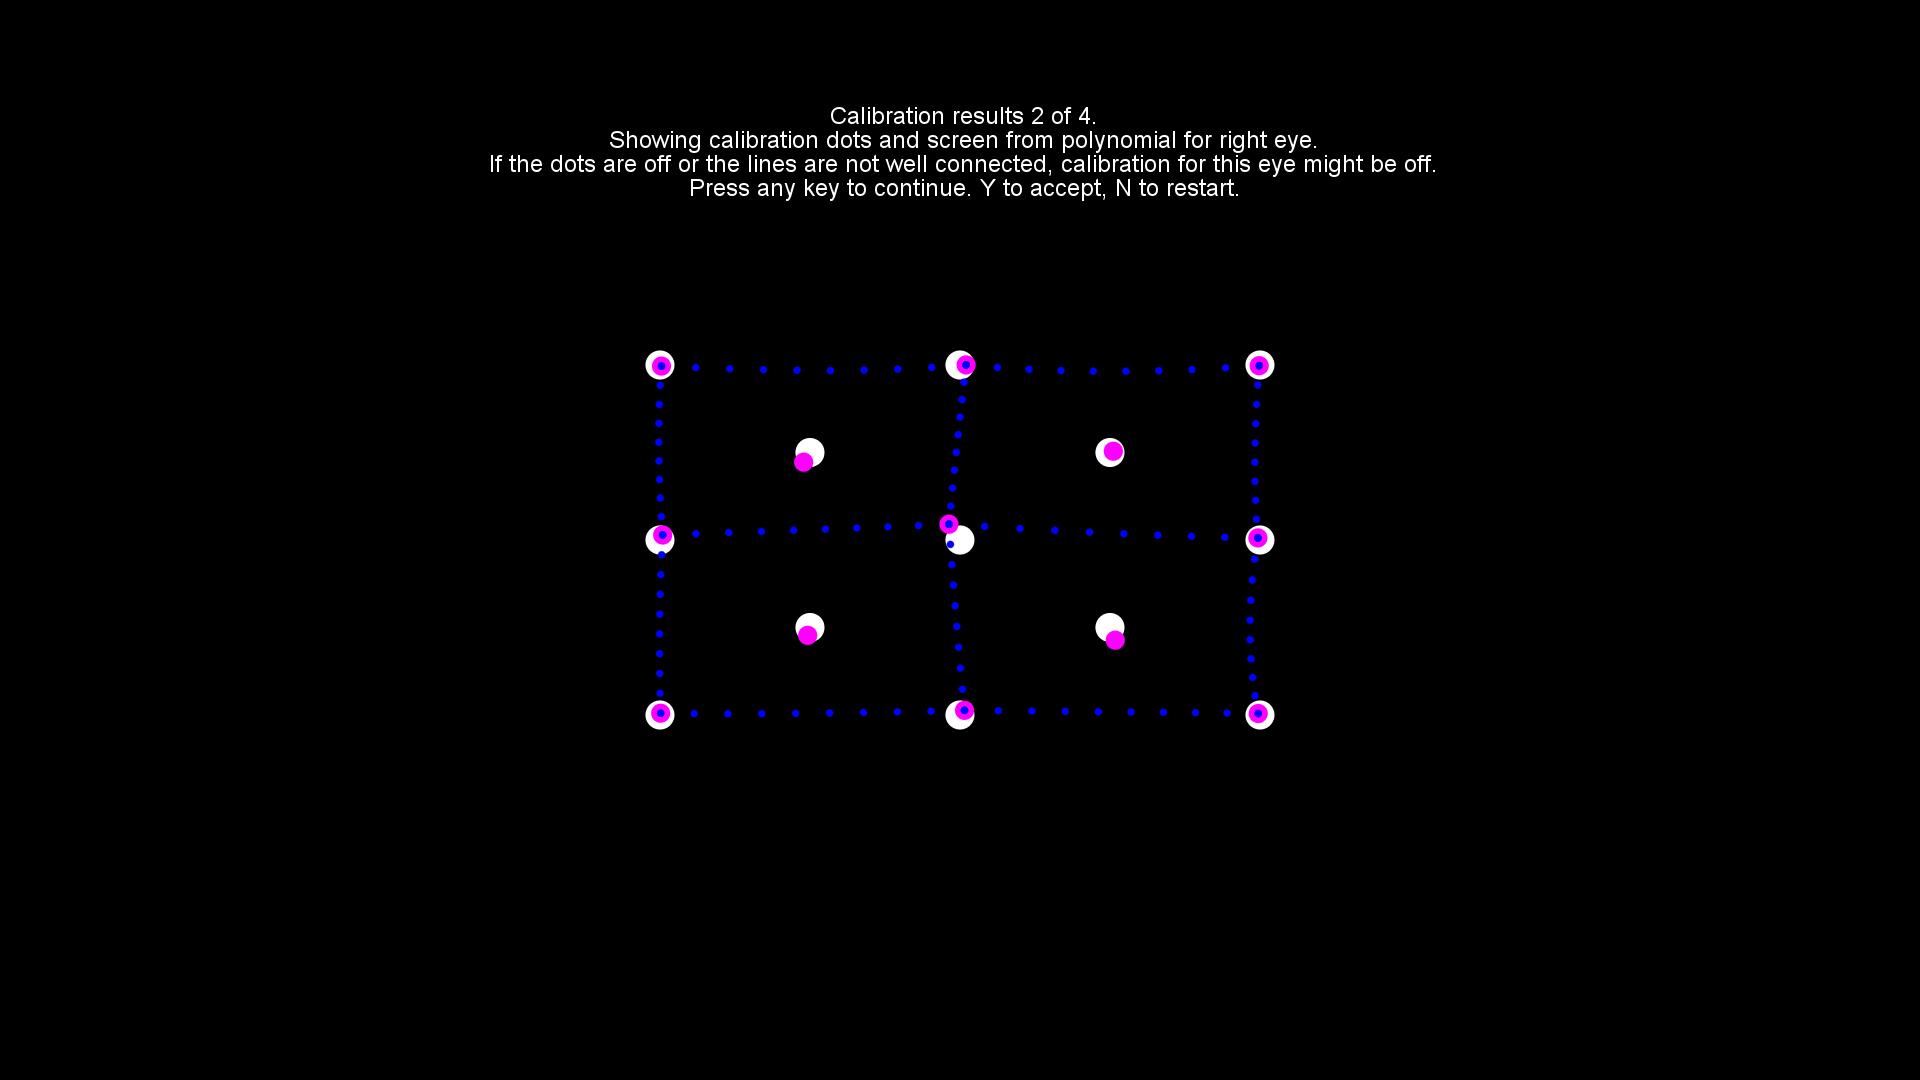 Calibration results 2 of 4.
Showing calibration dots and screen from polynomial for right eye.
If the dots are off or the lines are not well connected, calibration for this eye might be off.
Press any key to continue. Y to accept, N to restart.